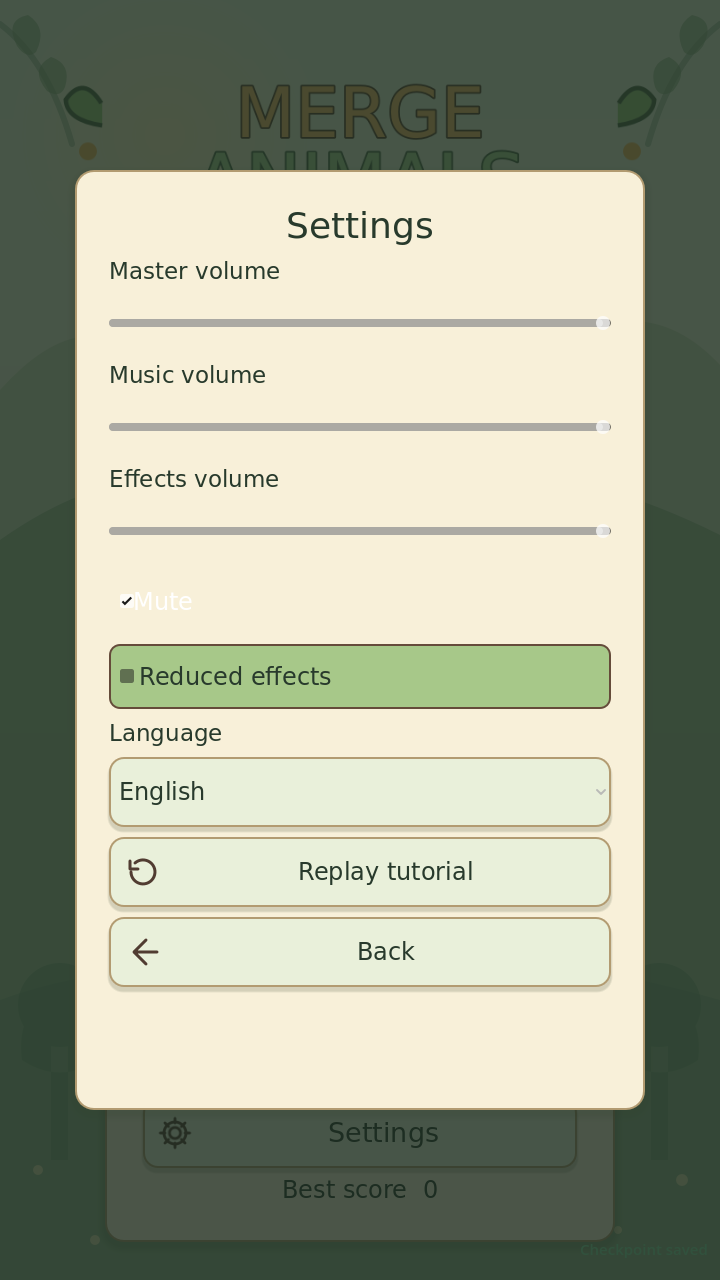 MERGE
ANIMALS
Settings
Master volume
Music volume
Effects volume
Mute
Reduced effects
Language
English
Replay tutorial
Back
Settings
Best score 0
Checkpoint saved